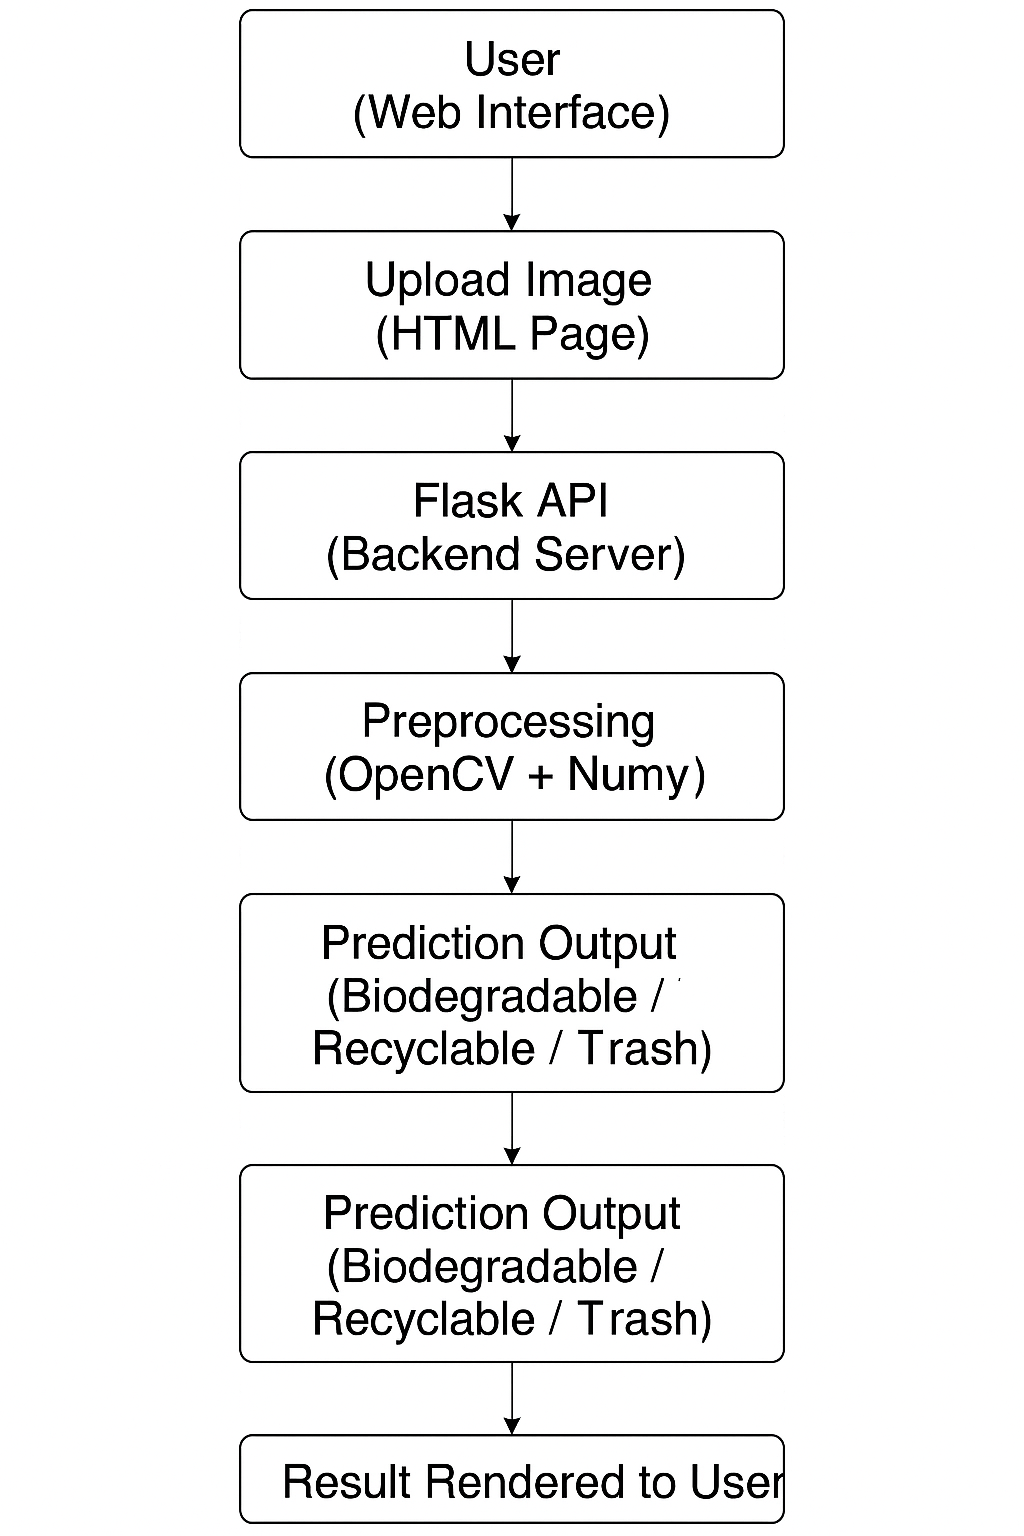 User
(Web Interface)
Upload Image
(HTML Page)
Flask API
(Backend Server)
Preprocessing
(OpenCV + Numy)
Prediction Output
(Biodegradable /
Recyclable / Trash)
Prediction Output
(Biodegradable /
Recyclable / Trash)
Result Rendered to User